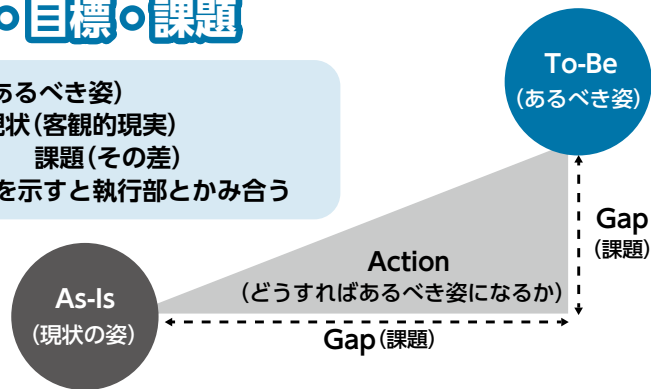 目標○課題
あるべき姿)
現状(客観的現実)
課題(その差)
を示すと執行部とかみ合う
To-Be
(あるべき姿)
Gap
(課題)
Action
(どうすればあるべき姿になるか)
As-Is
(現状の姿)
Gap(課題)